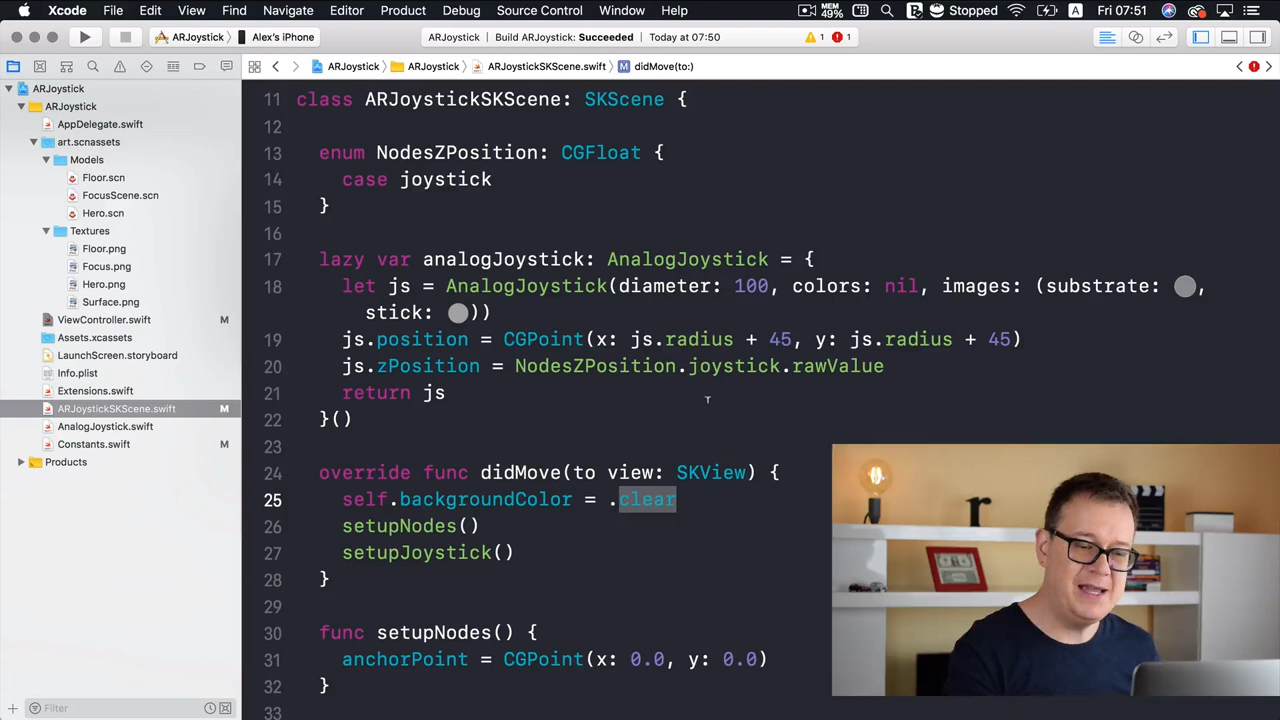 Xcode File Edit View Find Navigate Editor Product Debug Source Control Window Help MEM 49% Stopped A Fri 07:51
ARJoystick Alex's iPhone ARJoystick Build ARJoystick: Succeeded Today at 07:50 1 1
ARJoystick ARJoystick ARJoystickSKScene.swift M didMove(to:)
ARJoystick
ARJoystick
AppDelegate.swift
art.scnassets
Models
Floor.scn
FocusScene.scn
Hero.scn
Textures
Floor.png
Focus.png
Hero.png
Surface.png
ViewController.swift M
Assets.xcassets
LaunchScreen.storyboard
Info.plist
Extensions.swift
ARJoystickSKScene.swift M
AnalogJoystick.swift
Constants.swift M
Products
Filter
11 class ARJoystickSKScene: SKScene {
12
13 enum NodesZPosition: CGFloat {
14 case joystick
15 }
16
17 lazy var analogJoystick: AnalogJoystick = {
18 let js = AnalogJoystick(diameter: 100, colors: nil, images: (substrate: ,
stick: ))
19 js.position = CGPoint(x: js.radius + 45, y: js.radius + 45)
20 js.zPosition = NodesZPosition.joystick.rawValue
21 return js
22 }()
23
24 override func didMove(to view: SKView) {
25 self.backgroundColor = .clear
26 setupNodes()
27 setupJoystick()
28 }
29
30 func setupNodes() {
31 anchorPoint = CGPoint(x: 0.0, y: 0.0)
32 }
33